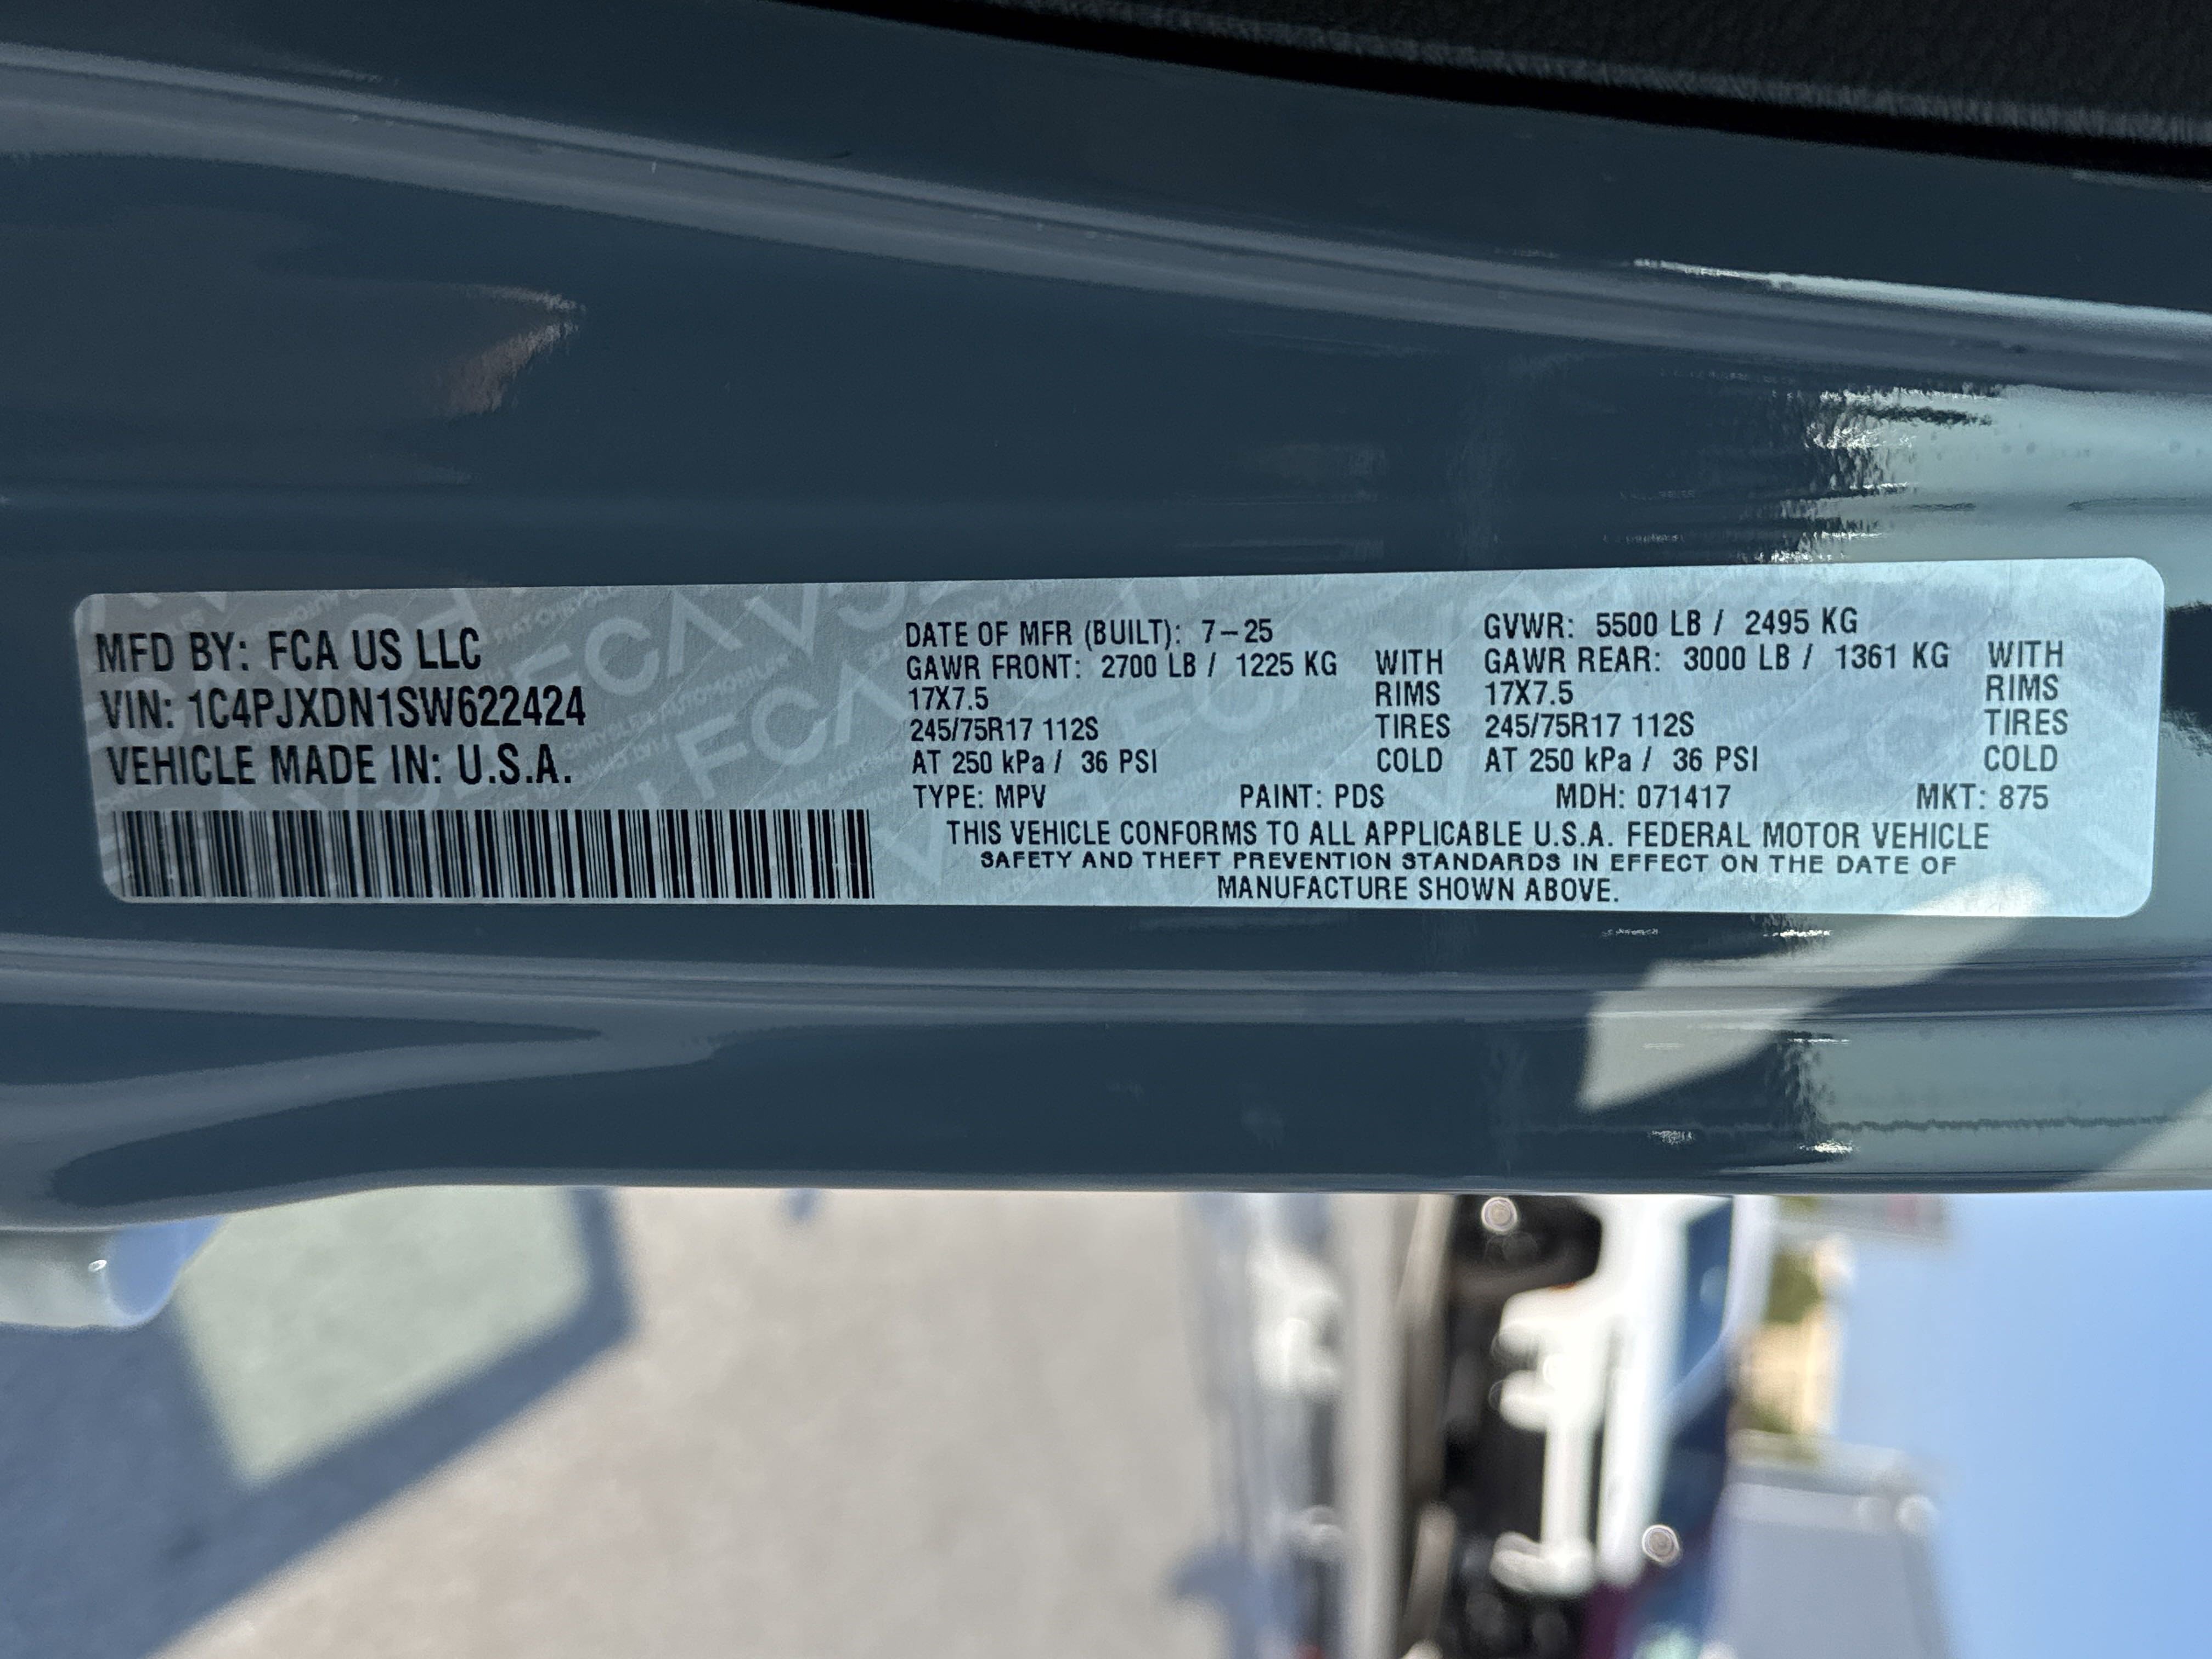 MFD BY: FCA US LLC
VIN: 1C4PJXDN1SW622424
VEHICLE MADE IN: U.S.A.
DATE OF MFR (BUILT): 7-25 GVWR: 5500 LB / 2495 KG
GAWR FRONT: 2700 LB / 1225 KG WITH GAWR REAR: 3000 LB / 1361 KG WITH
17X7.5 RIMS 17X7.5 RIMS
245/75R17 112S TIRES 245/75R17 112S TIRES
AT 250 kPa / 36 PSI COLD AT 250 kPa / 36 PSI COLD
TYPE: MPV PAINT: PDS MDH: 071417 MKT: 875
THIS VEHICLE CONFORMS TO ALL APPLICABLE U.S.A. FEDERAL MOTOR VEHICLE
SAFETY AND THEFT PREVENTION STANDARDS IN EFFECT ON THE DATE OF
MANUFACTURE SHOWN ABOVE.